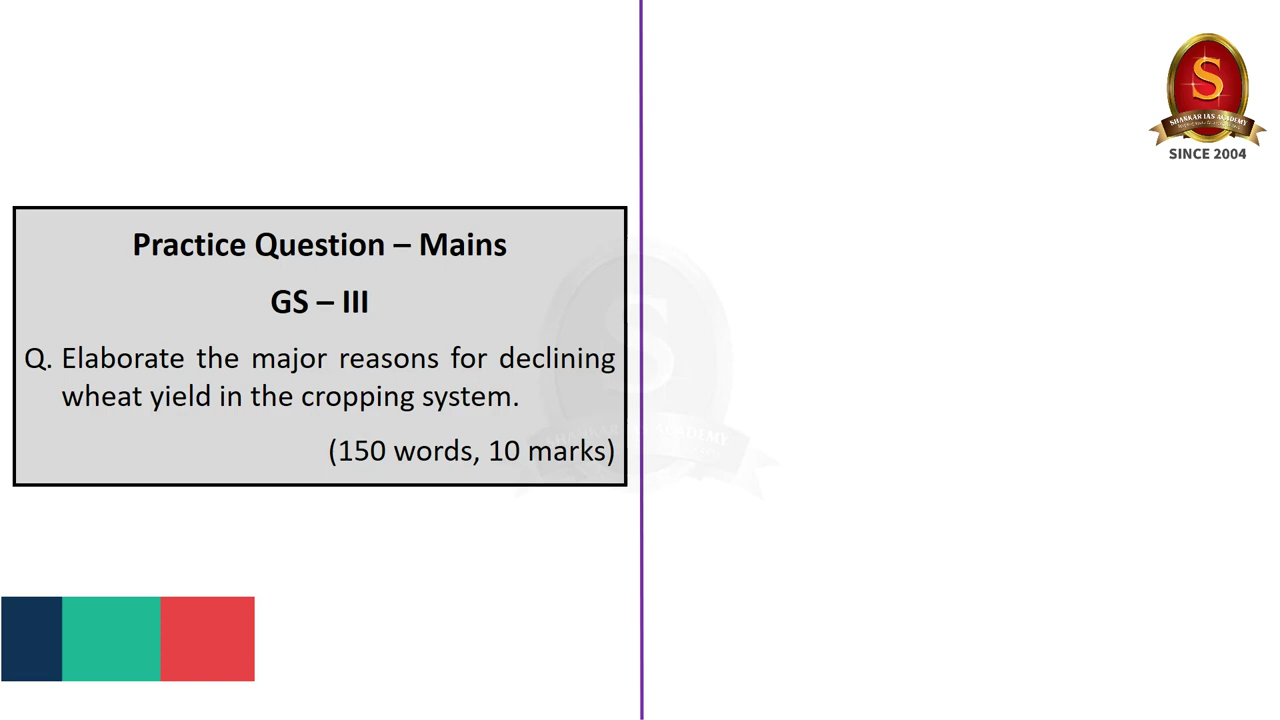 Practice Question – Mains
GS – III
Q. Elaborate the major reasons for declining
wheat yield in the cropping system.
(150 words, 10 marks)
S
SHANKAR IAS ACADEMY
SINCE 2004